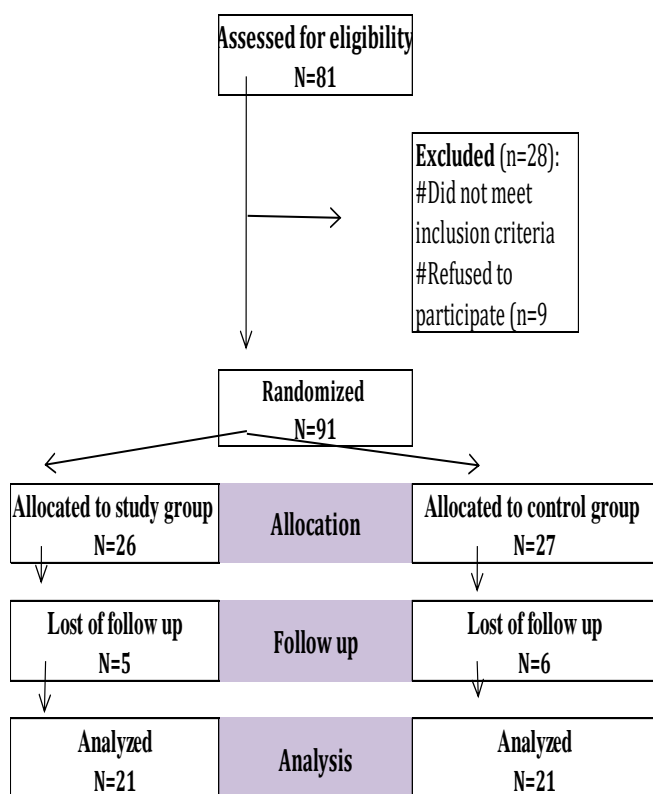 Assessed for eligibility
N=81
Excluded (n=28):
#Did not meet
inclusion criteria
#Refused to
participate (n=9
Randomized
N=91
Allocated to study group
N=26
Allocation
Allocated to control group
N=27
Lost of follow up
N=5
Follow up
Lost of follow up
N=6
Analyzed
N=21
Analysis
Analyzed
N=21